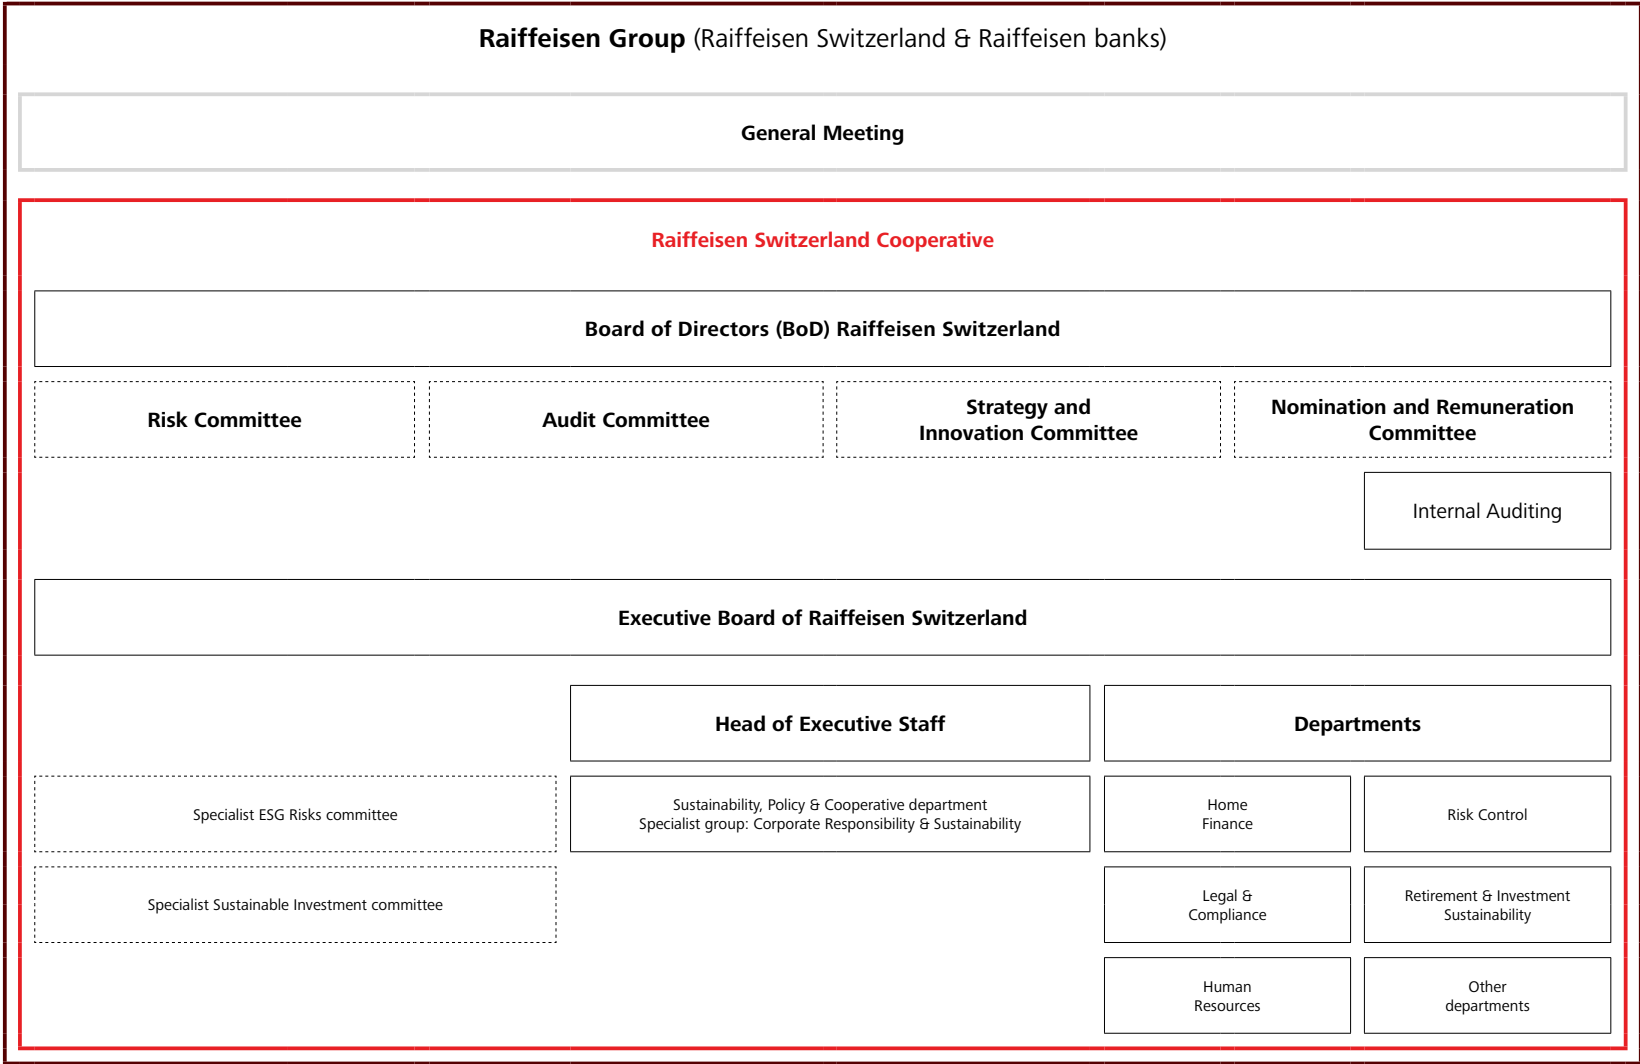 Raiffeisen Group (Raiffeisen Switzerland & Raiffeisen banks)
General Meeting
Raiffeisen Switzerland Cooperative
Board of Directors (BoD) Raiffeisen Switzerland
Risk Committee
Audit Committee
Strategy and
Innovation Committee
Nomination and Remuneration
Committee
Internal Auditing
Executive Board of Raiffeisen Switzerland
Head of Executive Staff
Departments
Specialist ESG Risks committee
Sustainability, Policy & Cooperative department
Specialist group: Corporate Responsibility & Sustainability
Home
Finance
Risk Control
Specialist Sustainable Investment committee
Legal &
Compliance
Retirement & Investment
Sustainability
Human
Resources
Other
departments